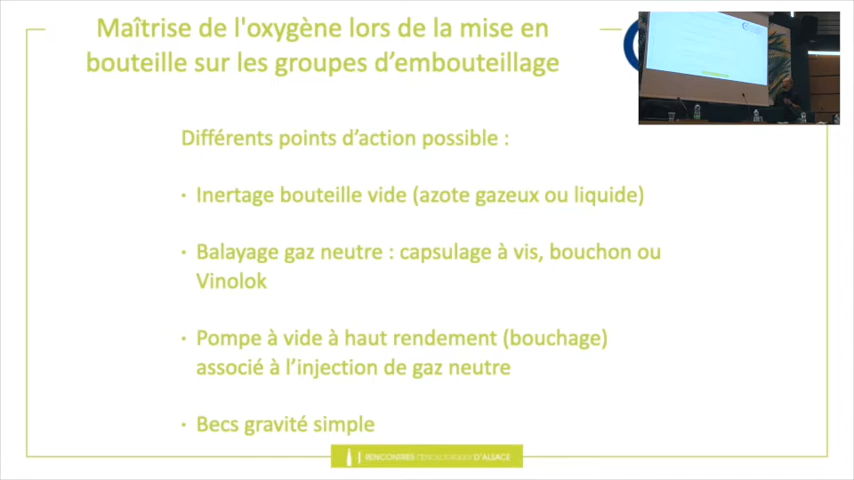 Maîtrise de l'oxygène lors de la mise en
bouteille sur les groupes d’embouteillage
Différents points d’action possible :
• Inertage bouteille vide (azote gazeux ou liquide)
• Balayage gaz neutre : capsulage à vis, bouchon ou
Vinolok
• Pompe à vide à haut rendement (bouchage)
associé à l’injection de gaz neutre
• Becs gravité simple
RENCONTRES D'ALSACE